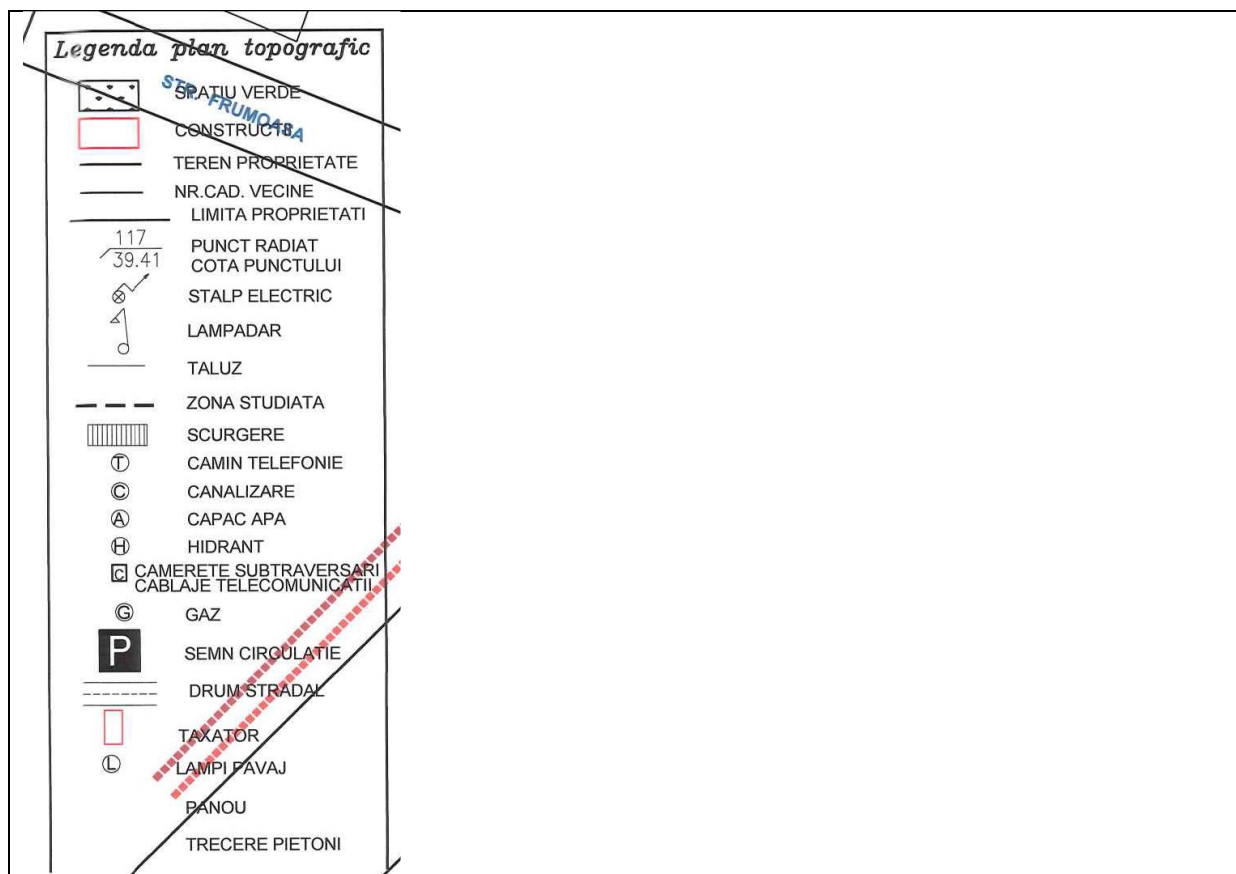 Legenda plan topografic
SPATIU VERDE
STR. FRUMOASA
CONSTRUCTII
TEREN PROPRIETATE
NR.CAD. VECINE
LIMITA PROPRIETATI
117
39.41
PUNCT RADIAT
COTA PUNCTULUI
STALP ELECTRIC
LAMPADAR
TALUZ
ZONA STUDIATA
SCURGERE
T CAMIN TELEFONIE
C CANALIZARE
A CAPAC APA
H HIDRANT
C CAMERETE SUBTRAVERSARI
CABLAJE TELECOMUNICATII
G GAZ
P SEMN CIRCULATIE
DRUM STRADAL
TAXATOR
L LAMPI PAVAJ
PANOU
TRECERE PIETONI